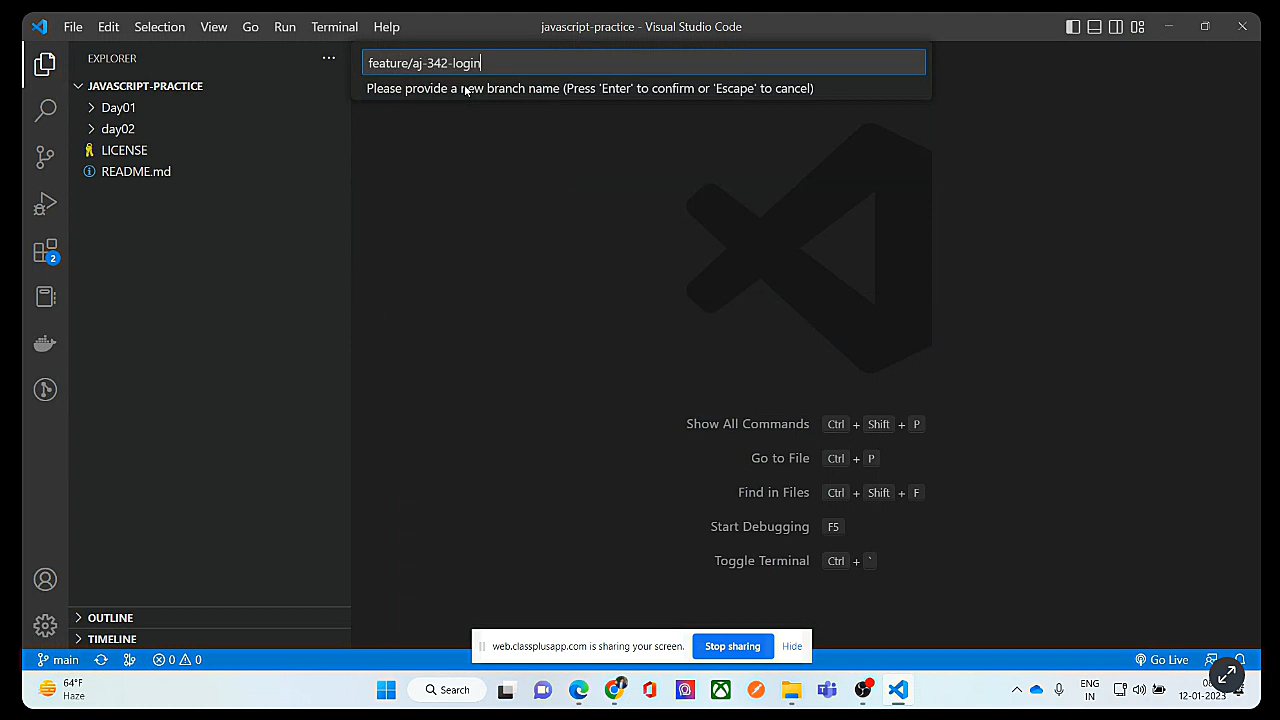 File Edit Selection View Go Run Terminal Help
javascript-practice - Visual Studio Code
EXPLORER
feature/aj-342-login
Please provide a new branch name (Press 'Enter' to confirm or 'Escape' to cancel)
JAVASCRIPT-PRACTICE
Day01
day02
LICENSE
README.md
2
Show All Commands Ctrl + Shift + P
Go to File Ctrl + P
Find in Files Ctrl + Shift + F
Start Debugging F5
Toggle Terminal Ctrl + `
OUTLINE
TIMELINE
web.classplusapp.com is sharing your screen. Stop sharing Hide
main 0 0 Go Live
64°F
Haze
Search
ENG
IN
12-01-2023